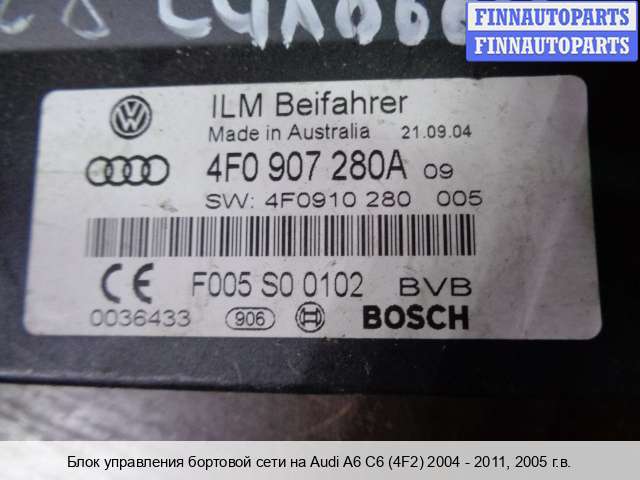 FINNAUTOPARTS
FINNAUTOPARTS
ILM Beifahrer
Made in Australia 21.09.04
4F0 907 280A 09
SW: 4F0910 280 005
CE F005 S0 0102 BVB
0036433 906 BOSCH
Блок управления бортовой сети на Audi A6 C6 (4F2) 2004 - 2011, 2005 г.в.